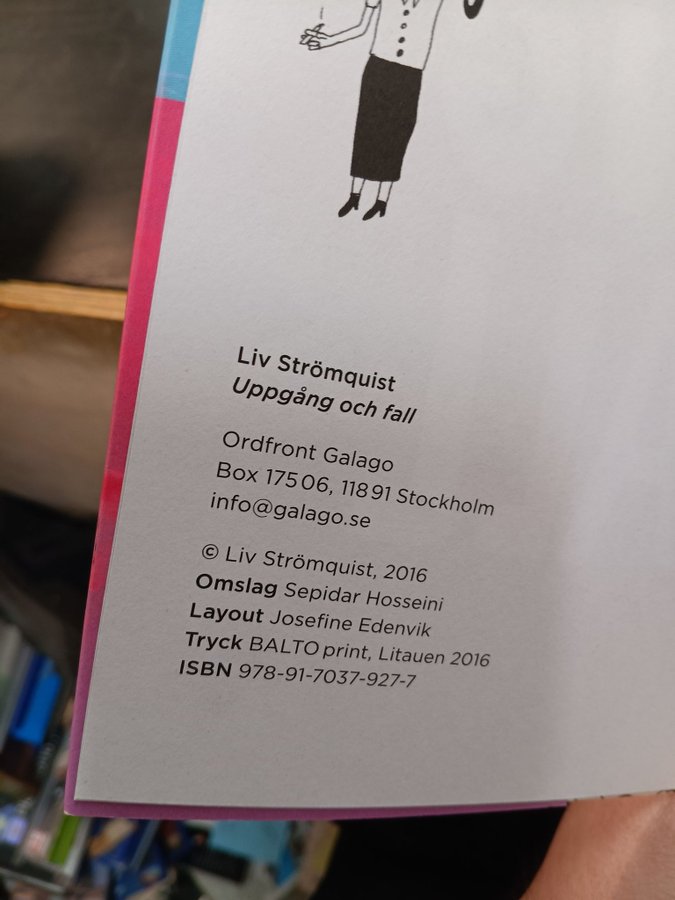 Liv Strömquist
Uppgång och fall
Ordfront Galago
Box 175 06, 118 91 Stockholm
info@galago.se
© Liv Strömquist, 2016
Omslag Sepidar Hosseini
Layout Josefine Edenvik
Tryck BALTO print, Litauen 2016
ISBN 978-91-7037-927-7